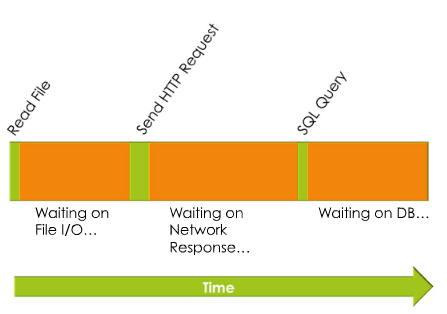 Read File
Send HTTP Request
SQL Query
Waiting on
File I/O...
Waiting on
Network
Response...
Waiting on DB...
Time